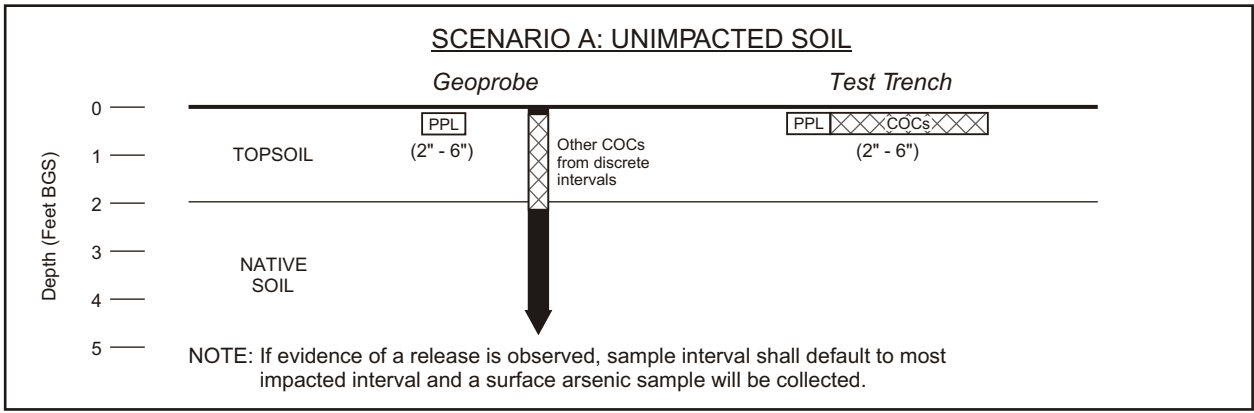 SCENARIO A: UNIMPACTED SOIL
Geoprobe
Test Trench
Depth (Feet BGS)
0
1
2
3
4
5
TOPSOIL
NATIVE
SOIL
PPL
(2" - 6")
Other COCs
from discrete
intervals
PPL
COCs
(2" - 6")
NOTE: If evidence of a release is observed, sample interval shall default to most
impacted interval and a surface arsenic sample will be collected.